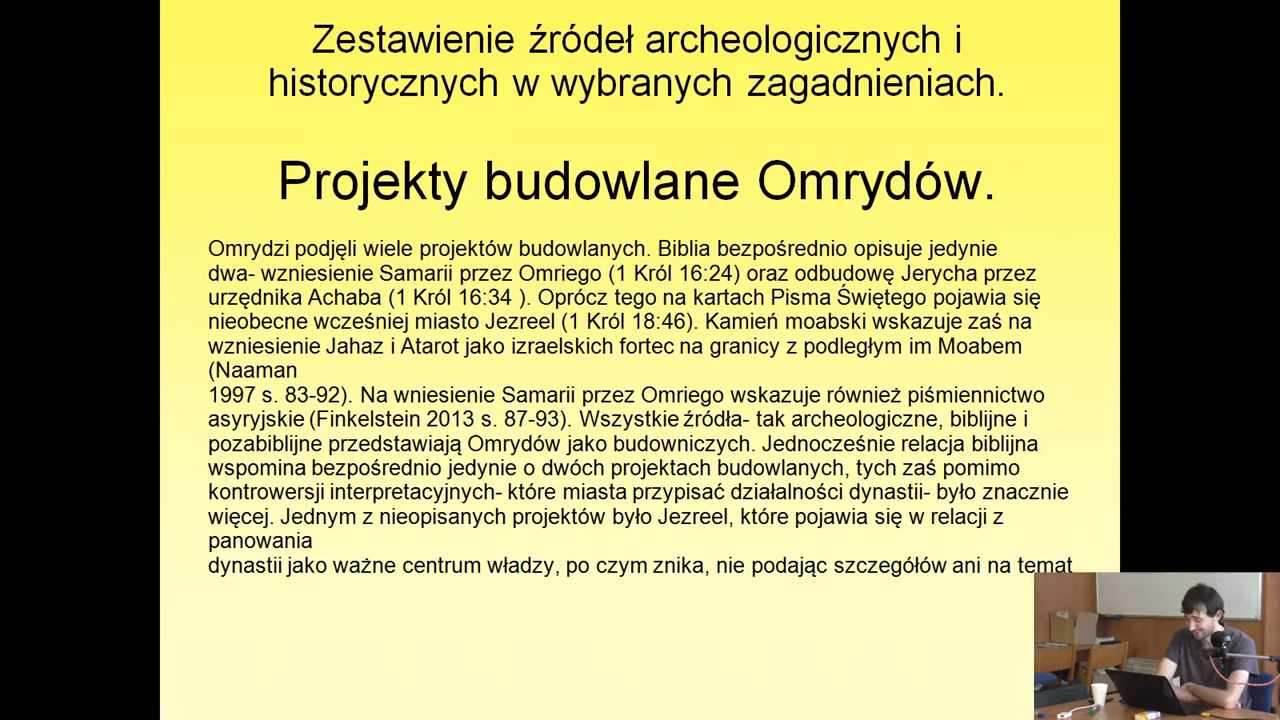 Zestawienie źródeł archeologicznych i
historycznych w wybranych zagadnieniach.
Projekty budowlane Omrydów.
Omrydzi podjęli wiele projektów budowlanych. Biblia bezpośrednio opisuje jedynie
dwa- wzniesienie Samarii przez Omriego (1 Król 16:24) oraz odbudowę Jerycha przez
urzędnika Achaba (1 Król 16:34 ). Oprócz tego na kartach Pisma Świętego pojawia się
nieobecne wcześniej miasto Jezreel (1 Król 18:46). Kamień moabski wskazuje zaś na
wzniesienie Jahaz i Atarot jako izraelskich fortec na granicy z podległym im Moabem
(Naaman
1997 s. 83-92). Na wniesienie Samarii przez Omriego wskazuje również piśmiennictwo
asyryjskie (Finkelstein 2013 s. 87-93). Wszystkie źródła- tak archeologiczne, biblijne i
pozabiblijne przedstawiają Omrydów jako budowniczych. Jednocześnie relacja biblijna
wspomina bezpośrednio jedynie o dwóch projektach budowlanych, tych zaś pomimo
kontrowersji interpretacyjnych- które miasta przypisać działalności dynastii- było znacznie
więcej. Jednym z nieopisanych projektów było Jezreel, które pojawia się w relacji z
panowania
dynastii jako ważne centrum władzy, po czym znika, nie podając szczegółów ani na temat